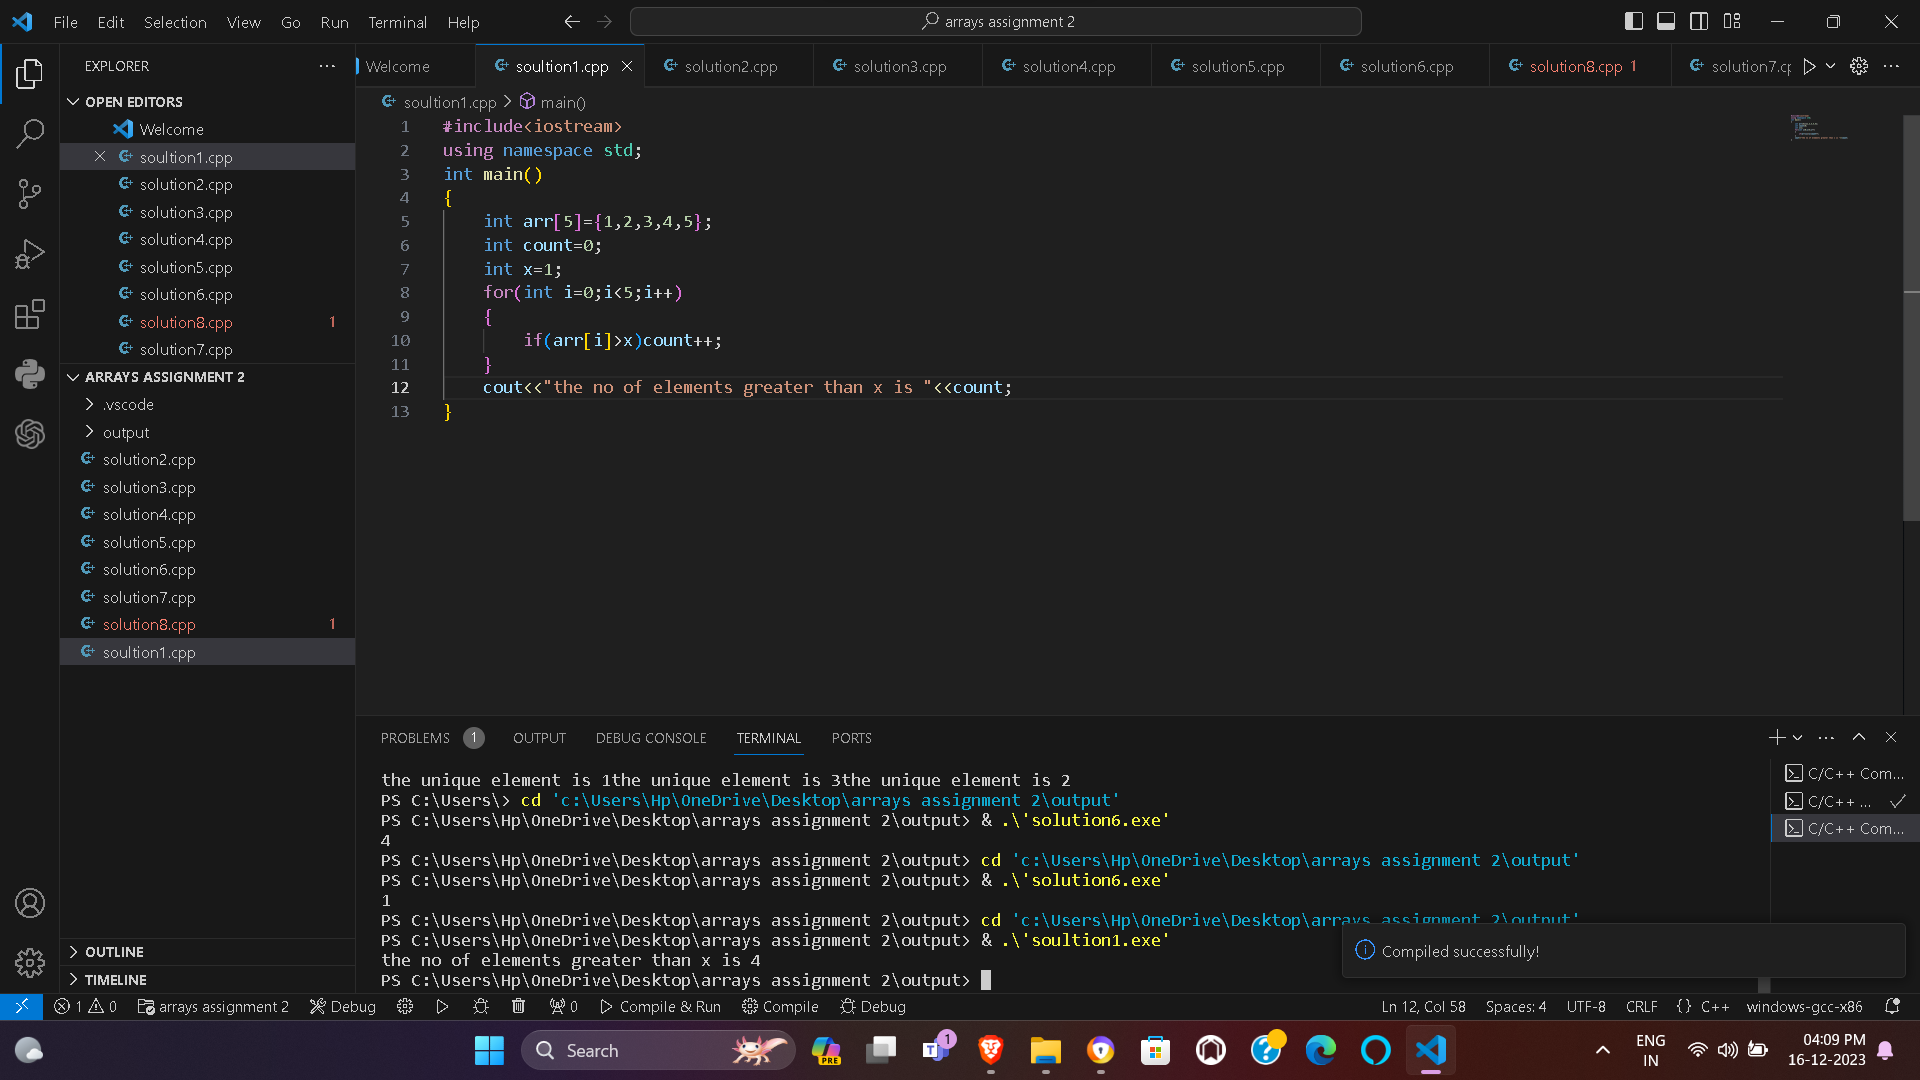 File Edit Selection View Go Run Terminal Help
arrays assignment 2
EXPLORER
OPEN EDITORS
Welcome
soultion1.cpp
solution2.cpp
solution3.cpp
solution4.cpp
solution5.cpp
solution6.cpp
solution8.cpp 1
solution7.cpp
ARRAYS ASSIGNMENT 2
.vscode
output
solution2.cpp
solution3.cpp
solution4.cpp
solution5.cpp
solution6.cpp
solution7.cpp
solution8.cpp 1
soultion1.cpp
OUTLINE
TIMELINE
Welcome soultion1.cpp solution2.cpp solution3.cpp solution4.cpp solution5.cpp solution6.cpp solution8.cpp 1 solution7.cp
soultion1.cpp > main()
1 #include<iostream>
2 using namespace std;
3 int main()
4 {
5 int arr[5]={1,2,3,4,5};
6 int count=0;
7 int x=1;
8 for(int i=0;i<5;i++)
9 {
10 if(arr[i]>x)count++;
11 }
12 cout<<"the no of elements greater than x is "<<count;
13 }
PROBLEMS 1 OUTPUT DEBUG CONSOLE TERMINAL PORTS
the unique element is 1the unique element is 3the unique element is 2
PS C:\Users\> cd 'c:\Users\Hp\OneDrive\Desktop\arrays assignment 2\output'
PS C:\Users\Hp\OneDrive\Desktop\arrays assignment 2\output> & .\'solution6.exe'
4
PS C:\Users\Hp\OneDrive\Desktop\arrays assignment 2\output> cd 'c:\Users\Hp\OneDrive\Desktop\arrays assignment 2\output'
PS C:\Users\Hp\OneDrive\Desktop\arrays assignment 2\output> & .\'solution6.exe'
1
PS C:\Users\Hp\OneDrive\Desktop\arrays assignment 2\output> cd 'c:\Users\Hp\OneDrive\Desktop\arrays assignment 2\output'
PS C:\Users\Hp\OneDrive\Desktop\arrays assignment 2\output> & .\'soultion1.exe'
the no of elements greater than x is 4
PS C:\Users\Hp\OneDrive\Desktop\arrays assignment 2\output>
C/C++ Com...
C/C++ ...
C/C++ Com...
Compiled successfully!
1 0 arrays assignment 2 Debug 0 Compile & Run Compile Debug Ln 12, Col 58 Spaces: 4 UTF-8 CRLF {} C++ windows-gcc-x86
Search
PRE
1
ENG
IN
04:09 PM
16-12-2023